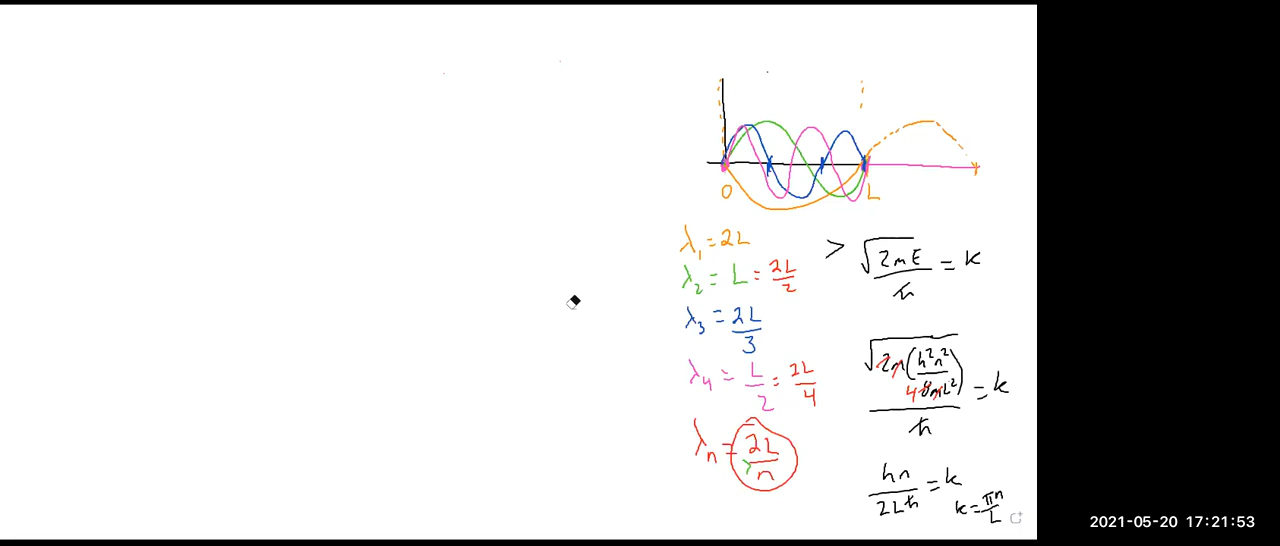 0 L
λ₁ = 2L
λ₂ = L = 2L/2
λ₃ = 2L/3
λ₄ = L/2 = 2L/4
λₙ = 2L/n
> √(2mE)/ħ = k
√(2m(h²n²/4 8mL²))/ħ = k
hn/2Lħ = k
k = πn/L
2021-05-20 17:21:53